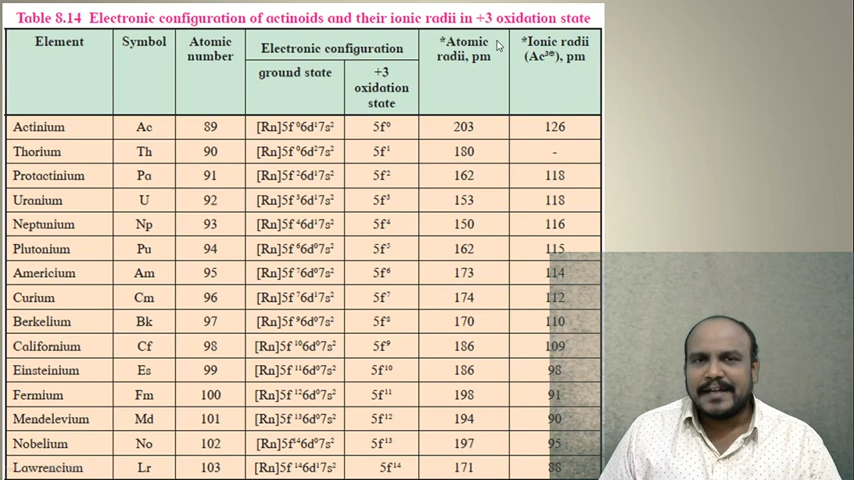 Table 8.14 Electronic configuration of actinoids and their ionic radii in +3 oxidation state
Element Symbol Atomic number Electronic configuration *Atomic radii, pm *Ionic radii (Ac³⊕), pm
ground state +3 oxidation state
Actinium Ac 89 [Rn]5f⁰6d¹7s² 5f⁰ 203 126
Thorium Th 90 [Rn]5f⁰6d²7s² 5f¹ 180 -
Protactinium Pa 91 [Rn]5f²6d¹7s² 5f² 162 118
Uranium U 92 [Rn]5f³6d¹7s² 5f³ 153 118
Neptunium Np 93 [Rn]5f⁴6d¹7s² 5f⁴ 150 116
Plutonium Pu 94 [Rn]5f⁶6d⁰7s² 5f⁵ 162 115
Americium Am 95 [Rn]5f⁷6d⁰7s² 5f⁶ 173 114
Curium Cm 96 [Rn]5f⁷6d¹7s² 5f⁷ 174 112
Berkelium Bk 97 [Rn]5f⁹6d⁰7s² 5f⁸ 170 110
Californium Cf 98 [Rn]5f¹⁰6d⁰7s² 5f⁹ 186 109
Einsteinium Es 99 [Rn]5f¹¹6d⁰7s² 5f¹⁰ 186 98
Fermium Fm 100 [Rn]5f¹²6d⁰7s² 5f¹¹ 198 91
Mendelevium Md 101 [Rn]5f¹³6d⁰7s² 5f¹² 194 90
Nobelium No 102 [Rn]5f¹⁴6d⁰7s² 5f¹³ 197 95
Lawrencium Lr 103 [Rn]5f¹⁴6d¹7s² 5f¹⁴ 171 88